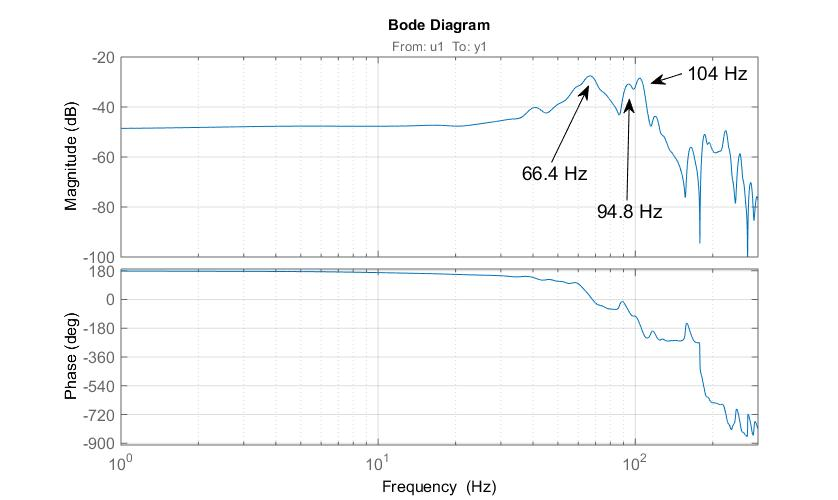 Bode Diagram
From: u1 To: y1
Magnitude (dB)
-20
-40
-60
-80
-100
104 Hz
66.4 Hz
94.8 Hz
Phase (deg)
180
0
-180
-360
-540
-720
-900
10^0
10^1
10^2
Frequency (Hz)